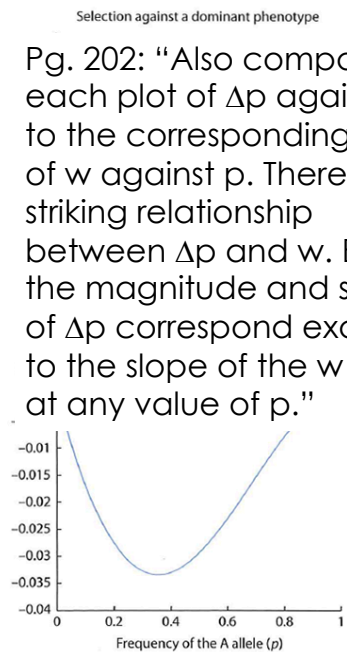 Selection against a dominant phenotype
Pg. 202: “Also
each plot of Δp
to the corresponding
of w against p. There
striking relationship
between Δp and w.
the magnitude and
of Δp correspond
to the slope of the w
at any value of p.”
-0.01
-0.015
-0.02
-0.025
-0.03
-0.035
-0.04
0 0.2 0.4 0.6 0.8 1
Frequency of the A allele (p)